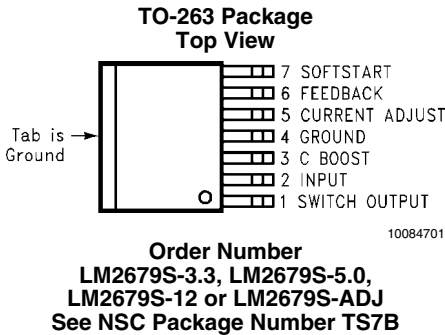 TO-263 Package
Top View
7 SOFTSTART
6 FEEDBACK
5 CURRENT ADJUST
Tab is
Ground
4 GROUND
3 C BOOST
2 INPUT
1 SWITCH OUTPUT
10084701
Order Number
LM2679S-3.3, LM2679S-5.0,
LM2679S-12 or LM2679S-ADJ
See NSC Package Number TS7B